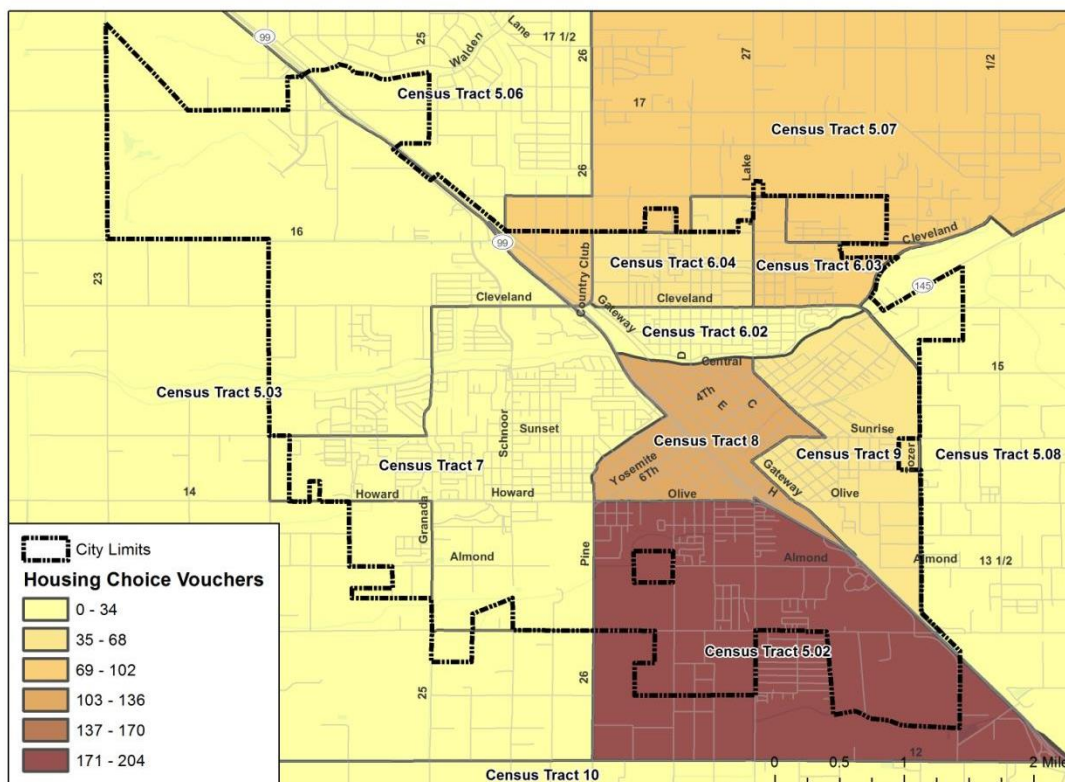 99
25
Walden
Lane
17 1/2
26
27
1/2
Census Tract 5.06
17
Census Tract 5.07
26
Lake
16
99
Country Club
Census Tract 6.04
Census Tract 6.03
Cleveland
23
145
Cleveland
Gateway
Cleveland
Census Tract 6.02
D
Central
15
Census Tract 5.03
4Th
E
C
Schnoor
Sunset
Census Tract 8
Sunrise
Census Tract 7
Yosemite
6Th
Gateway
Census Tract 9
ozer
Census Tract 5.08
14
Howard
Howard
Olive
H
Olive
Granada
Almond
Pine
Almond
Almond
13 1/2
City Limits
Housing Choice Vouchers
0 - 34
35 - 68
69 - 102
103 - 136
137 - 170
171 - 204
Census Tract 5.02
25
26
12
0
0.5
1
2 Mile
Census Tract 10